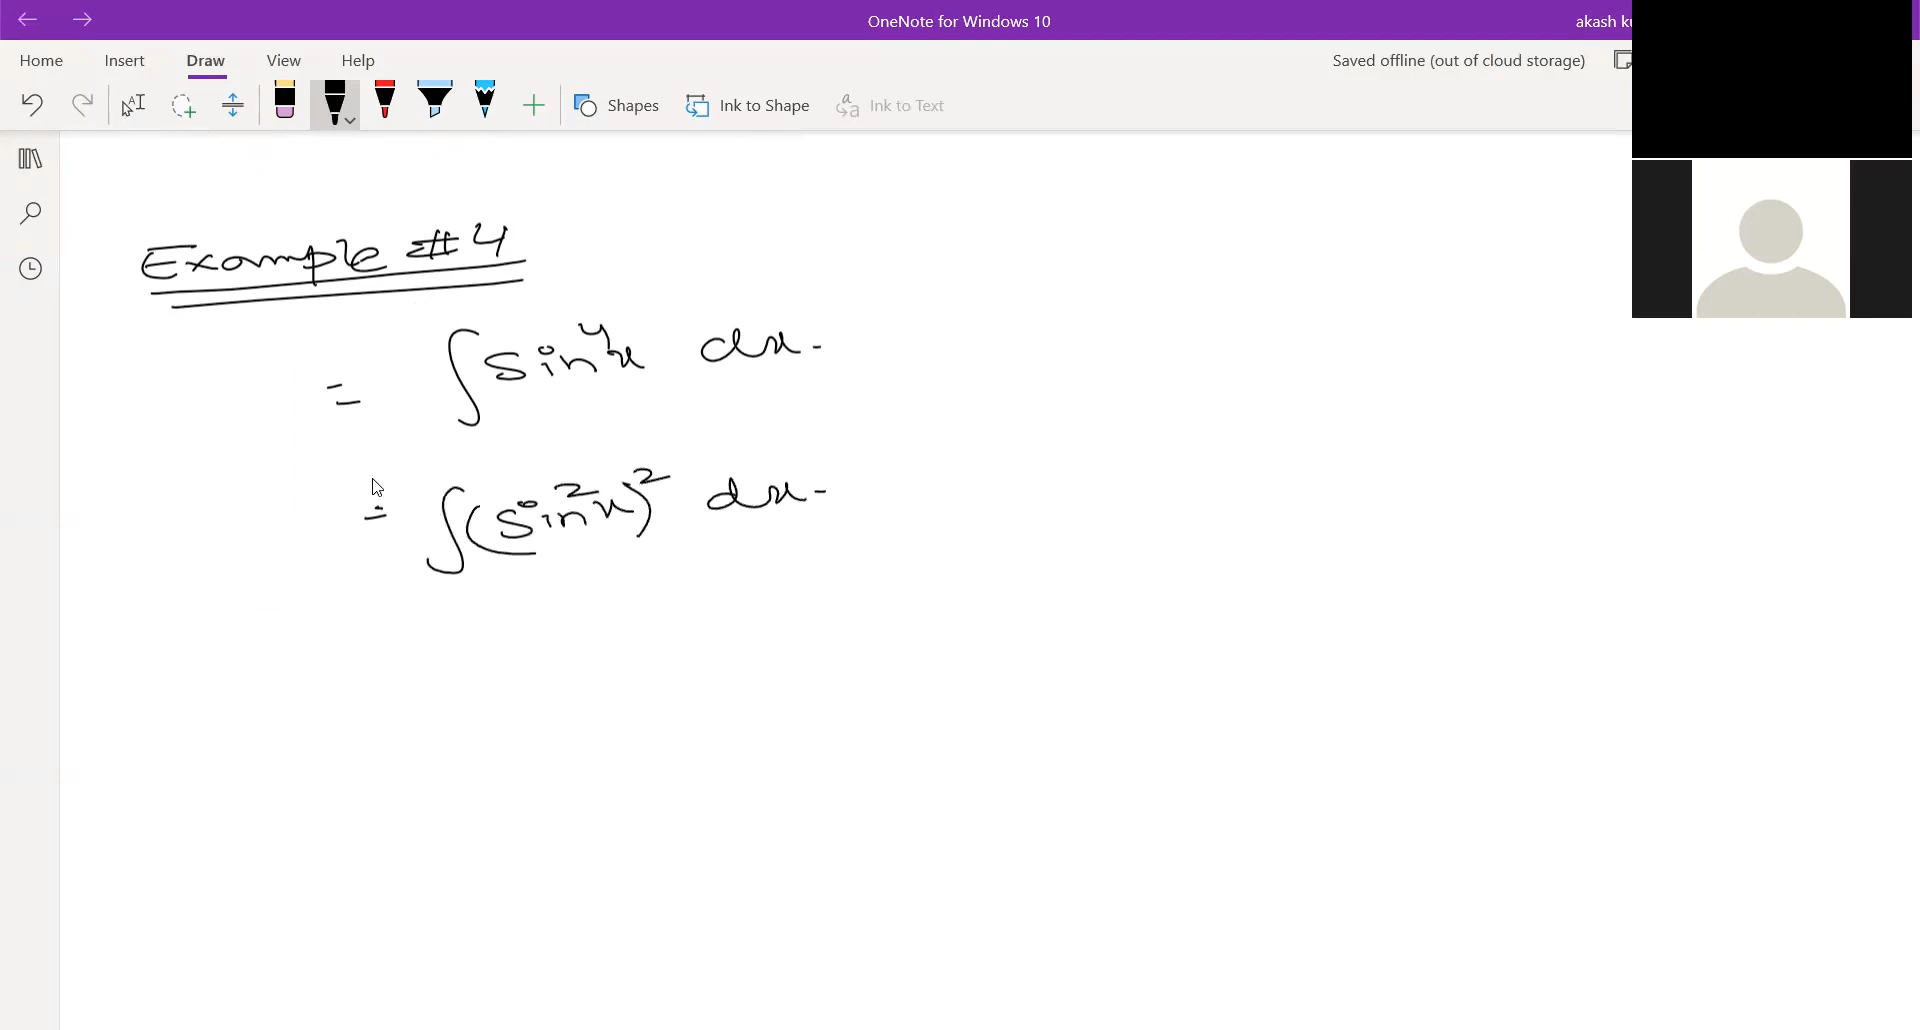 OneNote for Windows 10
akash ku
Home Insert Draw View Help
Saved offline (out of cloud storage)
Shapes Ink to Shape Ink to Text
Example #4
= ∫ sin⁴x dx.
= ∫ (sin²x)² dx.